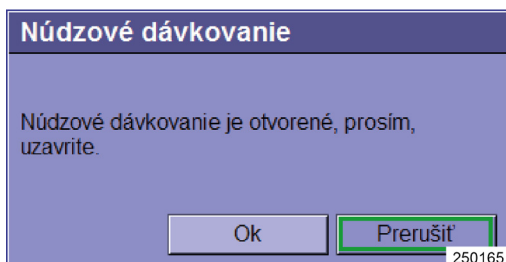 Núdzové dávkovanie
Núdzové dávkovanie je otvorené, prosím,
uzavrite.
Ok Prerušiť
250165